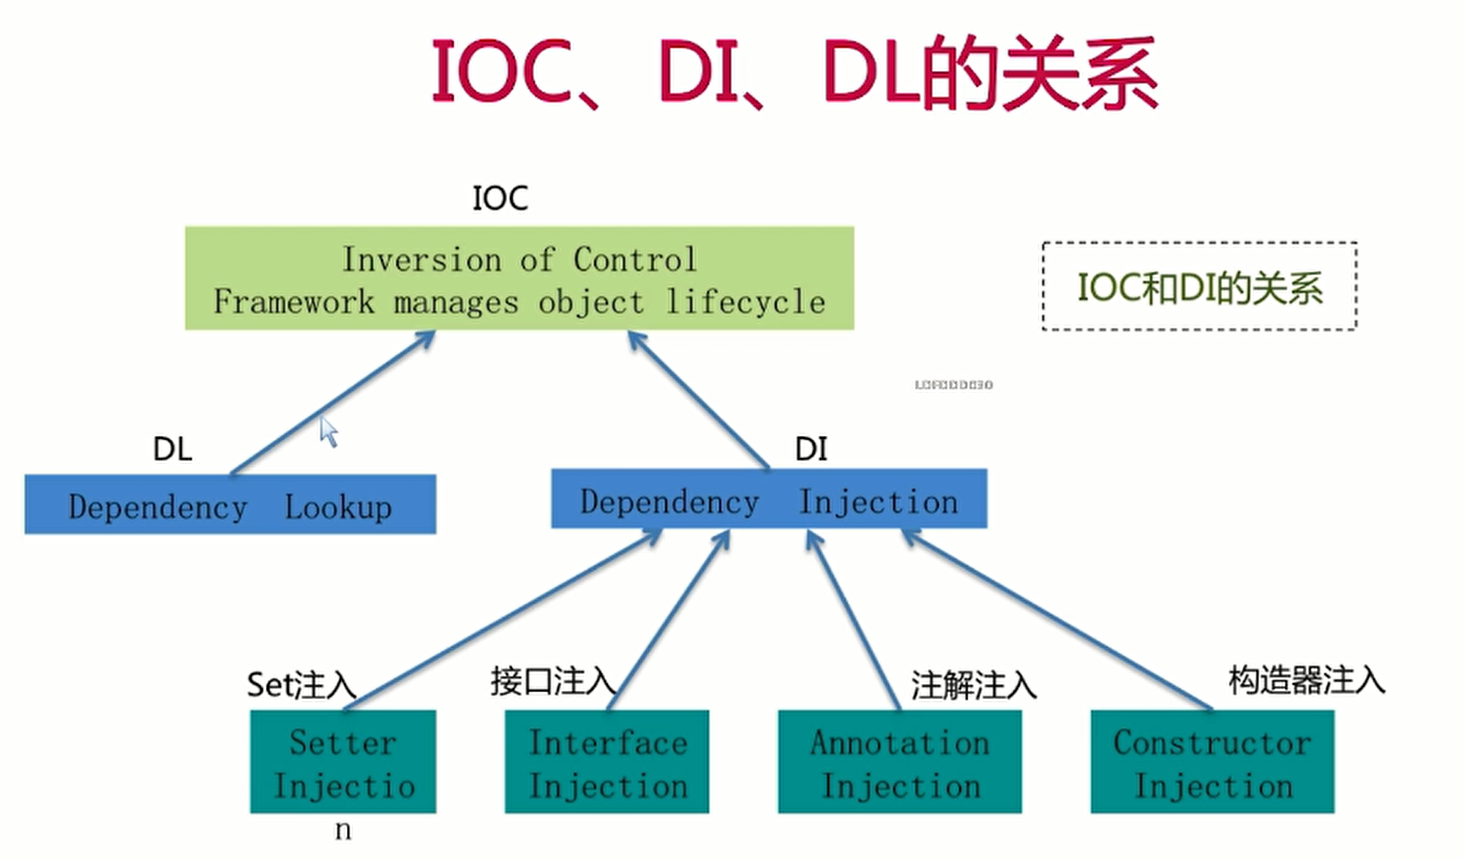 IOC、DI、DL的关系
IOC
Inversion of Control
Framework manages object lifecycle
IOC和DI的关系
DL
Dependency Lookup
DI
Dependency Injection
Set注入
接口注入
注解注入
构造器注入
Setter
Injectio
n
Interface
Injection
Annotation
Injection
Constructor
Injection